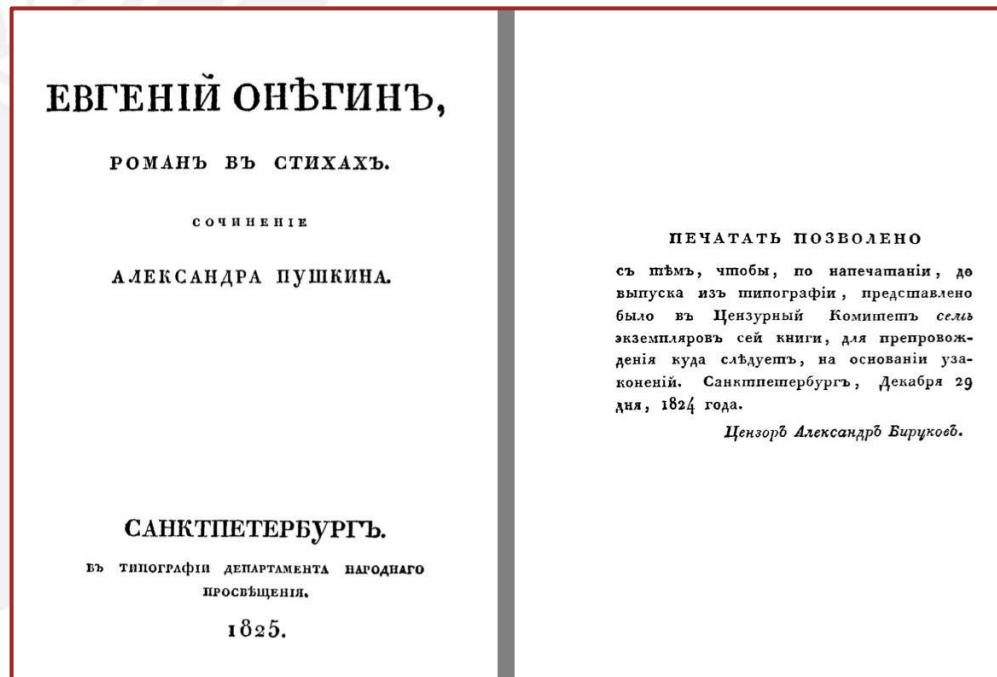 ЕВГЕНІЙ ОНѢГИНЪ,
РОМАНЪ ВЪ СТИХАХЪ.
СОЧИНЕНІЕ
АЛЕКСАНДРА ПУШКИНА.
САНКТПЕТЕРБУРГЪ.
ВЪ ТИПОГРАФІИ ДЕПАРТАМЕНТА НАРОДНАГО
ПРОСВѢЩЕНІЯ.
1825.
ПЕЧАТАТЬ ПОЗВОЛЕНО
съ тѣмъ, чтобы, по напечатаніи, до
выпуска изъ типографіи, представлено
было въ Цензурный Комитетъ семь
экземпляровъ сей книги, для препровож-
денія куда слѣдуетъ, на основаніи уза-
коненій. Санктпетербургъ, Декабря 29
дня, 1824 года.
Цензоръ Александръ Бируковъ.